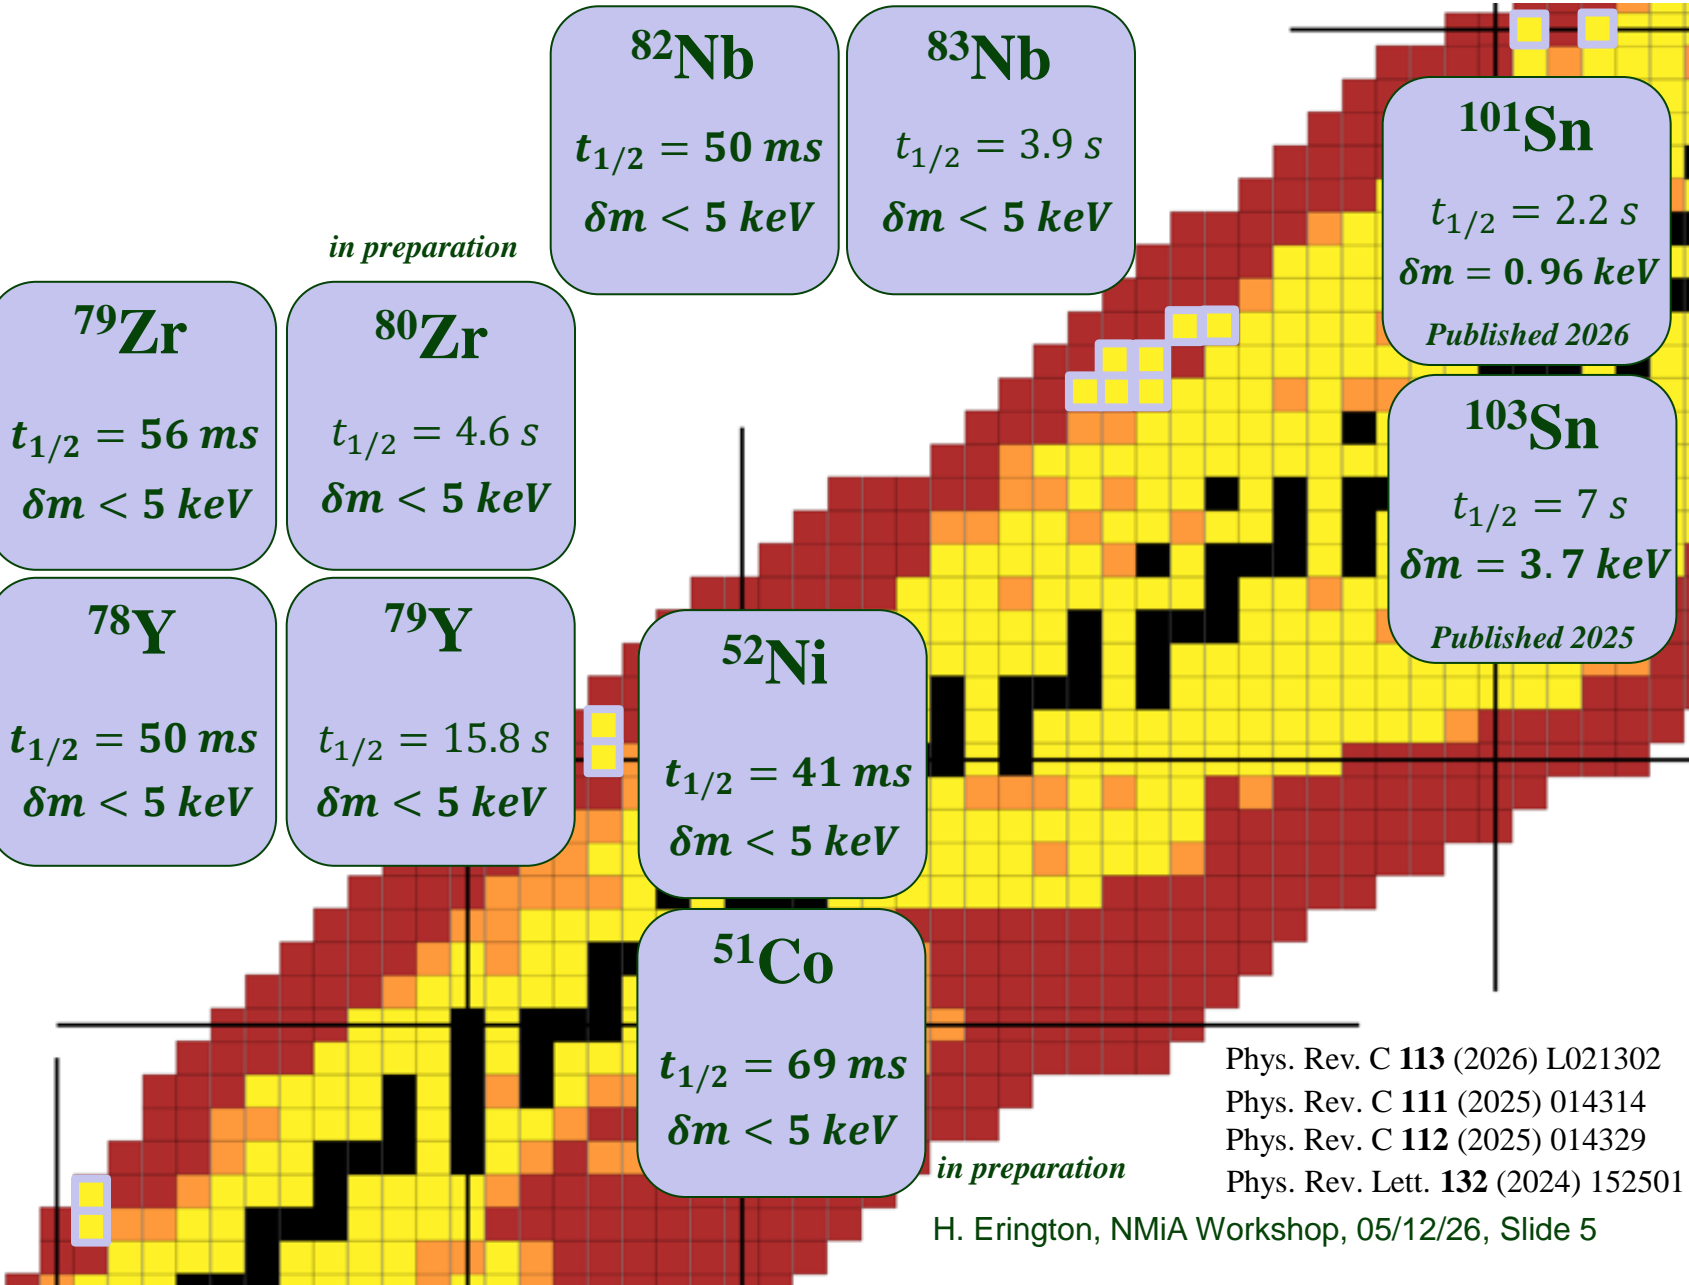 ⁸²Nb
t₁/₂ = 50 ms
δm < 5 keV
⁸³Nb
t₁/₂ = 3.9 s
δm < 5 keV
¹⁰¹Sn
t₁/₂ = 2.2 s
δm = 0.96 keV
Published 2026
in preparation
⁷⁹Zr
t₁/₂ = 56 ms
δm < 5 keV
⁸⁰Zr
t₁/₂ = 4.6 s
δm < 5 keV
¹⁰³Sn
t₁/₂ = 7 s
δm = 3.7 keV
Published 2025
⁷⁸Y
t₁/₂ = 50 ms
δm < 5 keV
⁷⁹Y
t₁/₂ = 15.8 s
δm < 5 keV
⁵²Ni
t₁/₂ = 41 ms
δm < 5 keV
⁵¹Co
t₁/₂ = 69 ms
δm < 5 keV
in preparation
Phys. Rev. C 113 (2026) L021302
Phys. Rev. C 111 (2025) 014314
Phys. Rev. C 112 (2025) 014329
Phys. Rev. Lett. 132 (2024) 152501
H. Erington, NMiA Workshop, 05/12/26, Slide 5